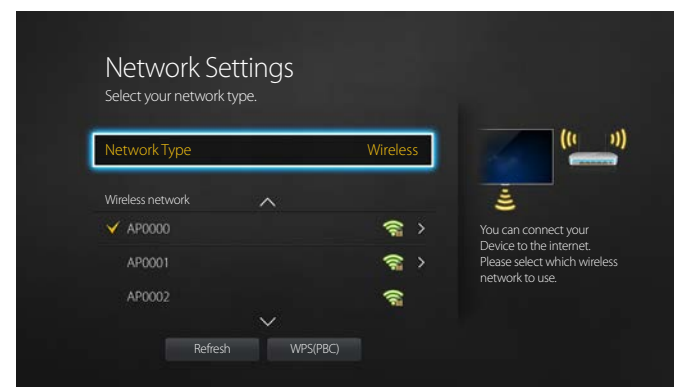 Network Settings
Select your network type.
Network Type Wireless
Wireless network
AP0000
AP0001
AP0002
Refresh WPS(PBC)
You can connect your
Device to the internet.
Please select which wireless
network to use.